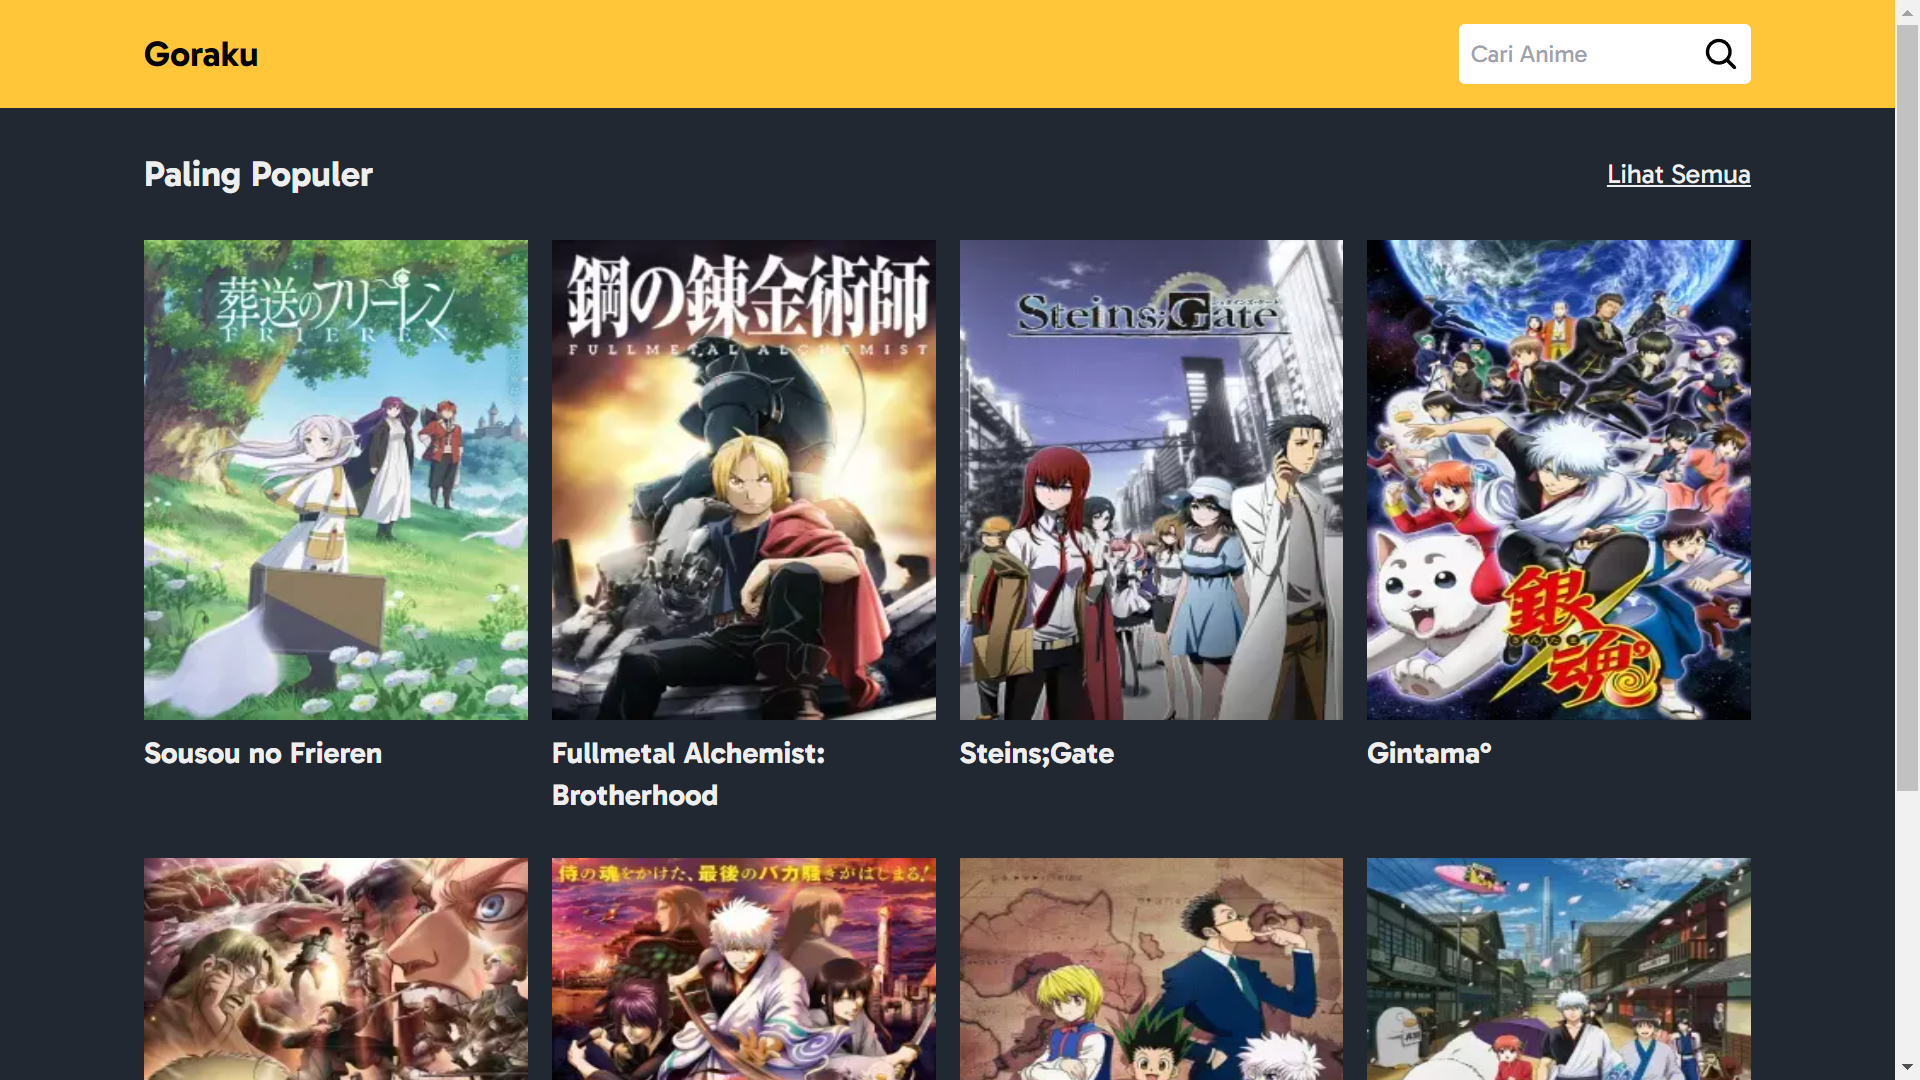 Goraku
Cari Anime
Paling Populer
Lihat Semua
葬送のフリーレン
FRIEREN
鋼の錬金術師
FULLMETAL ALCHEMIST
Steins;Gate
銀魂°
Sousou no Frieren
Fullmetal Alchemist:
Brotherhood
Steins;Gate
Gintama°
侍の魂をかけた、最後のバカ騒ぎがはじまる!